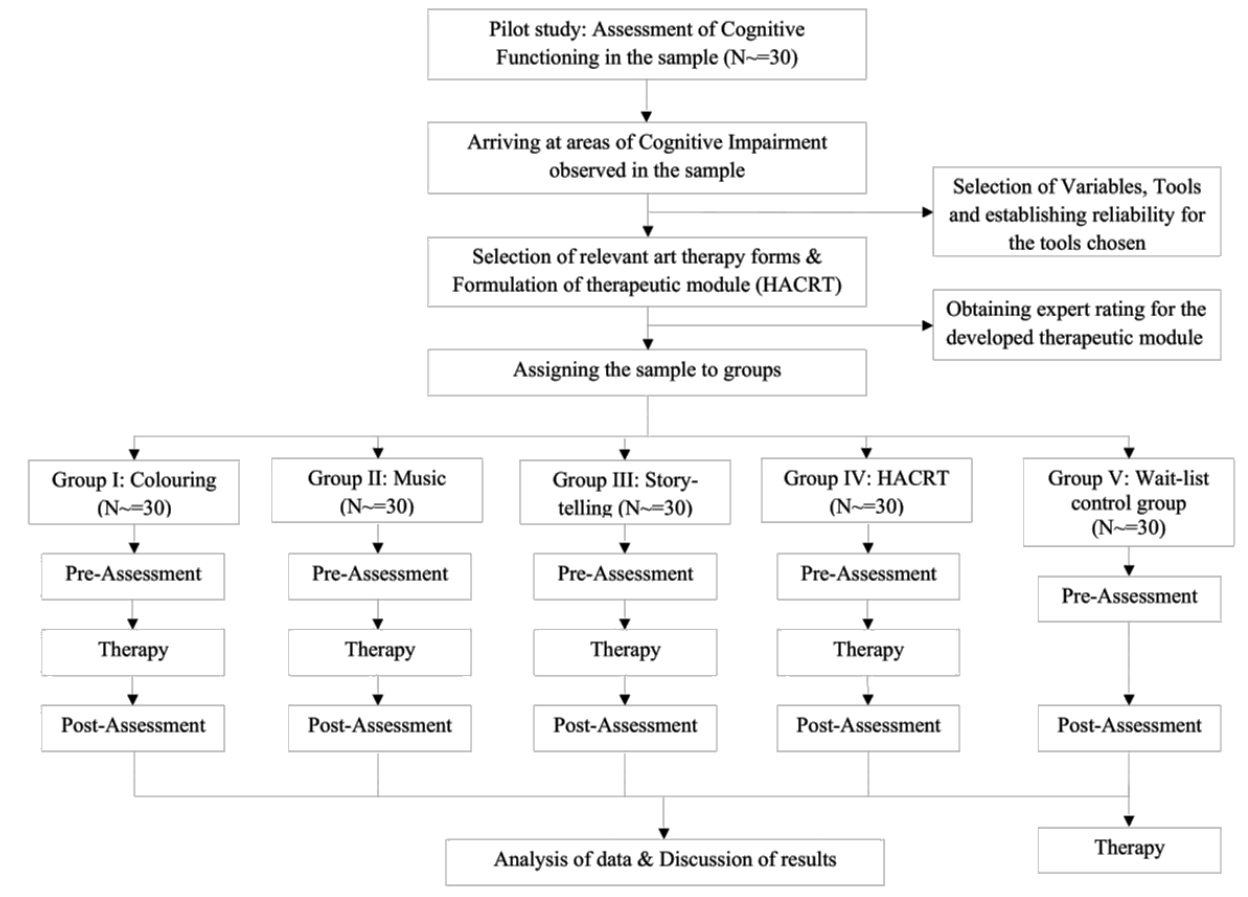 Pilot study: Assessment of Cognitive
Functioning in the sample (N~=30)
Arriving at areas of Cognitive Impairment
observed in the sample
Selection of Variables, Tools
and establishing reliability for
the tools chosen
Selection of relevant art therapy forms &
Formulation of therapeutic module (HACRT)
Obtaining expert rating for the
developed therapeutic module
Assigning the sample to groups
Group I: Colouring
(N~=30)
Group II: Music
(N~=30)
Group III: Story-
telling (N~=30)
Group IV: HACRT
(N~=30)
Group V: Wait-list
control group
(N~=30)
Pre-Assessment
Pre-Assessment
Pre-Assessment
Pre-Assessment
Pre-Assessment
Therapy
Therapy
Therapy
Therapy
Post-Assessment
Post-Assessment
Post-Assessment
Post-Assessment
Post-Assessment
Analysis of data & Discussion of results
Therapy